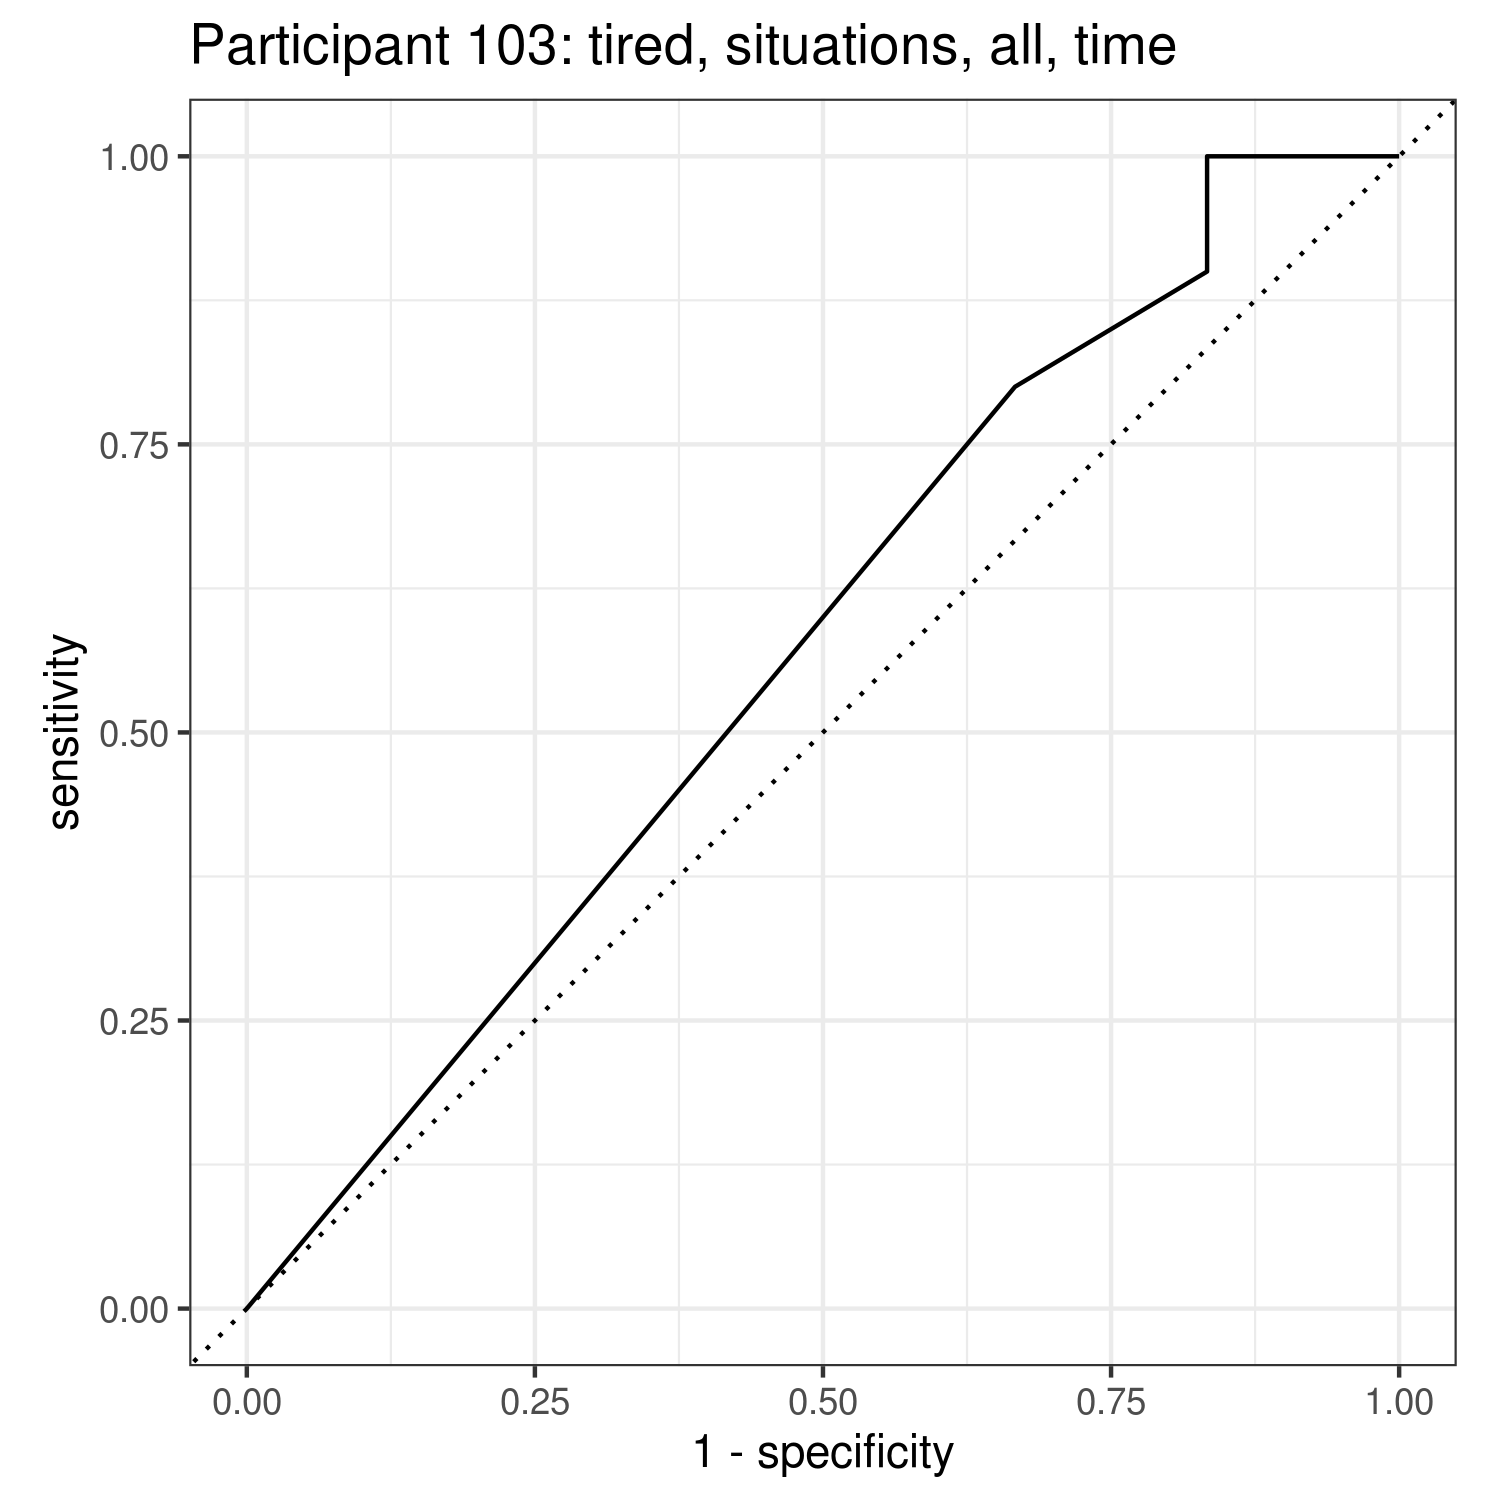 Participant 103: tired, situations, all, time
1.00
0.75
0.50
0.25
0.00
sensitivity
0.00 0.25 0.50 0.75 1.00
1 - specificity